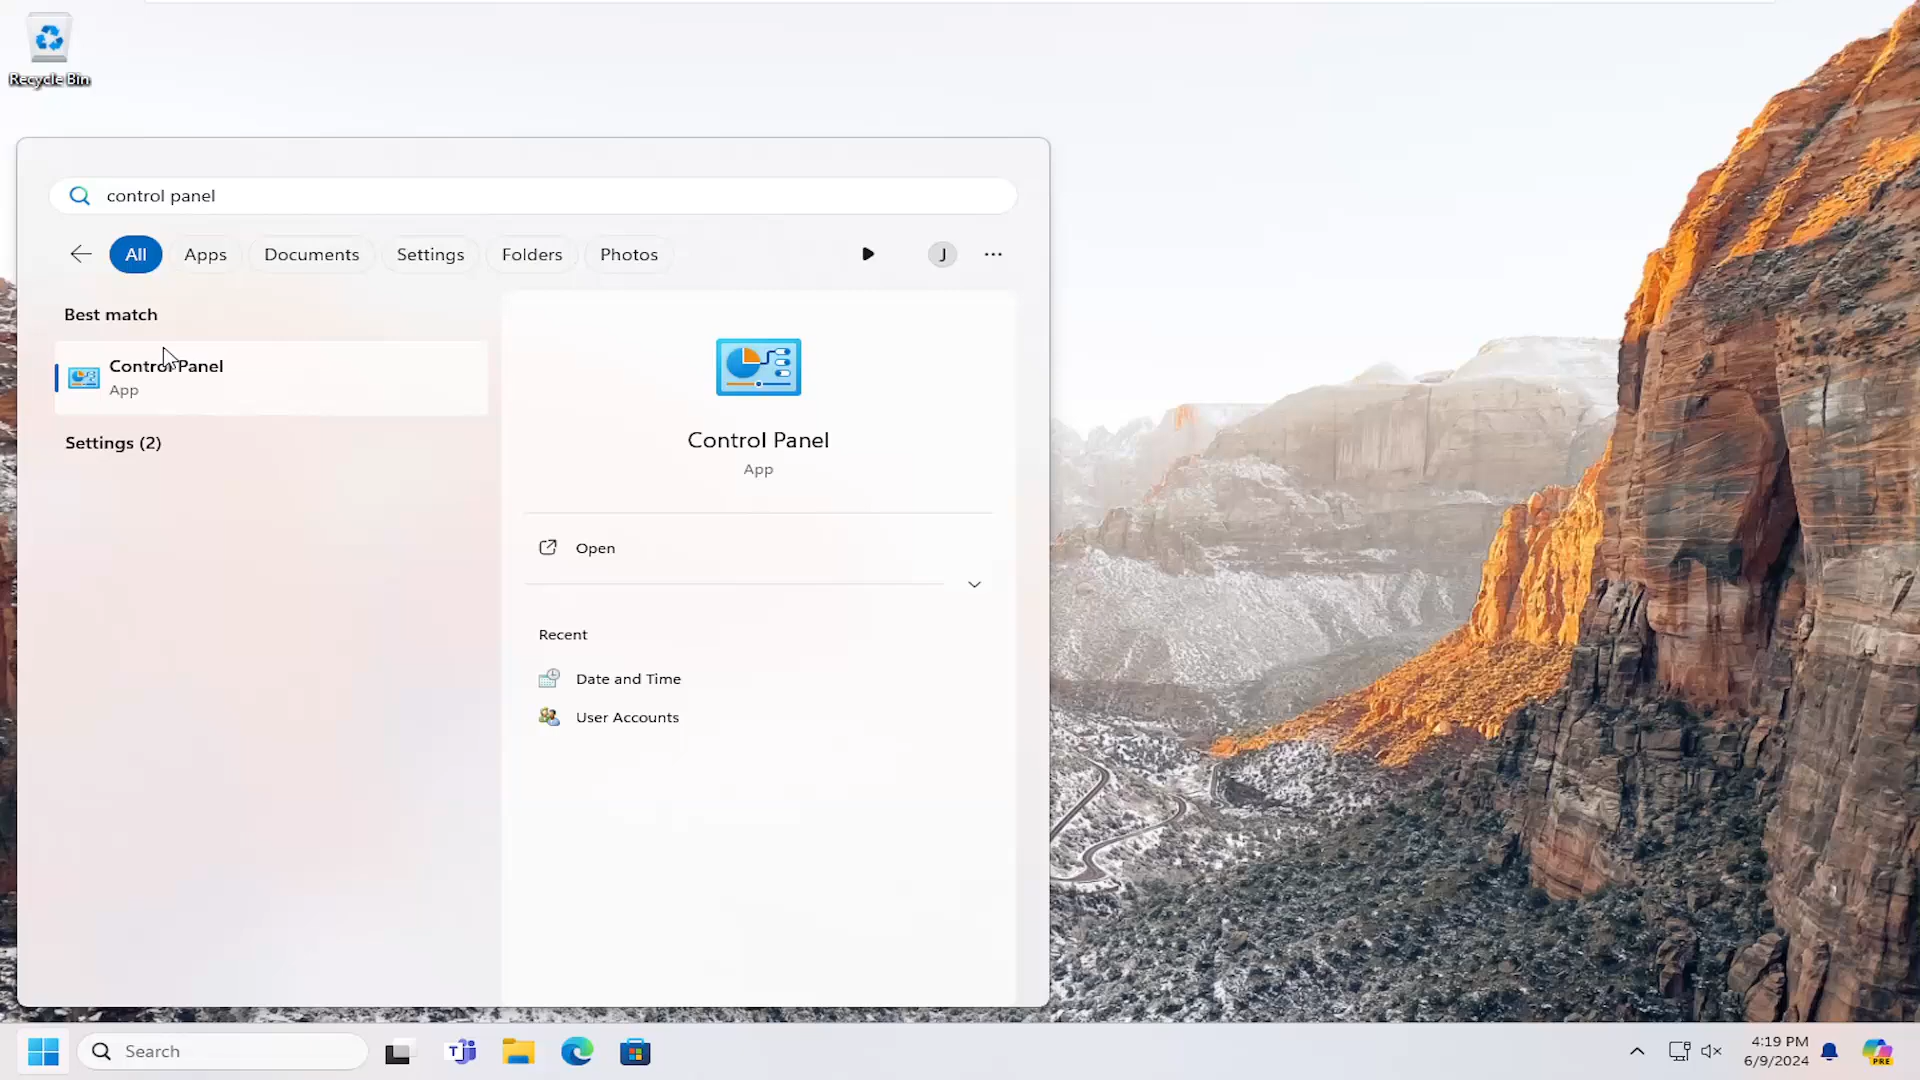 Recycle Bin
control panel
All Apps Documents Settings Folders Photos J
Best match
Control Panel
App
Settings (2)
Control Panel
App
Open
Recent
Date and Time
User Accounts
Search
4:19 PM
6/9/2024
PRE